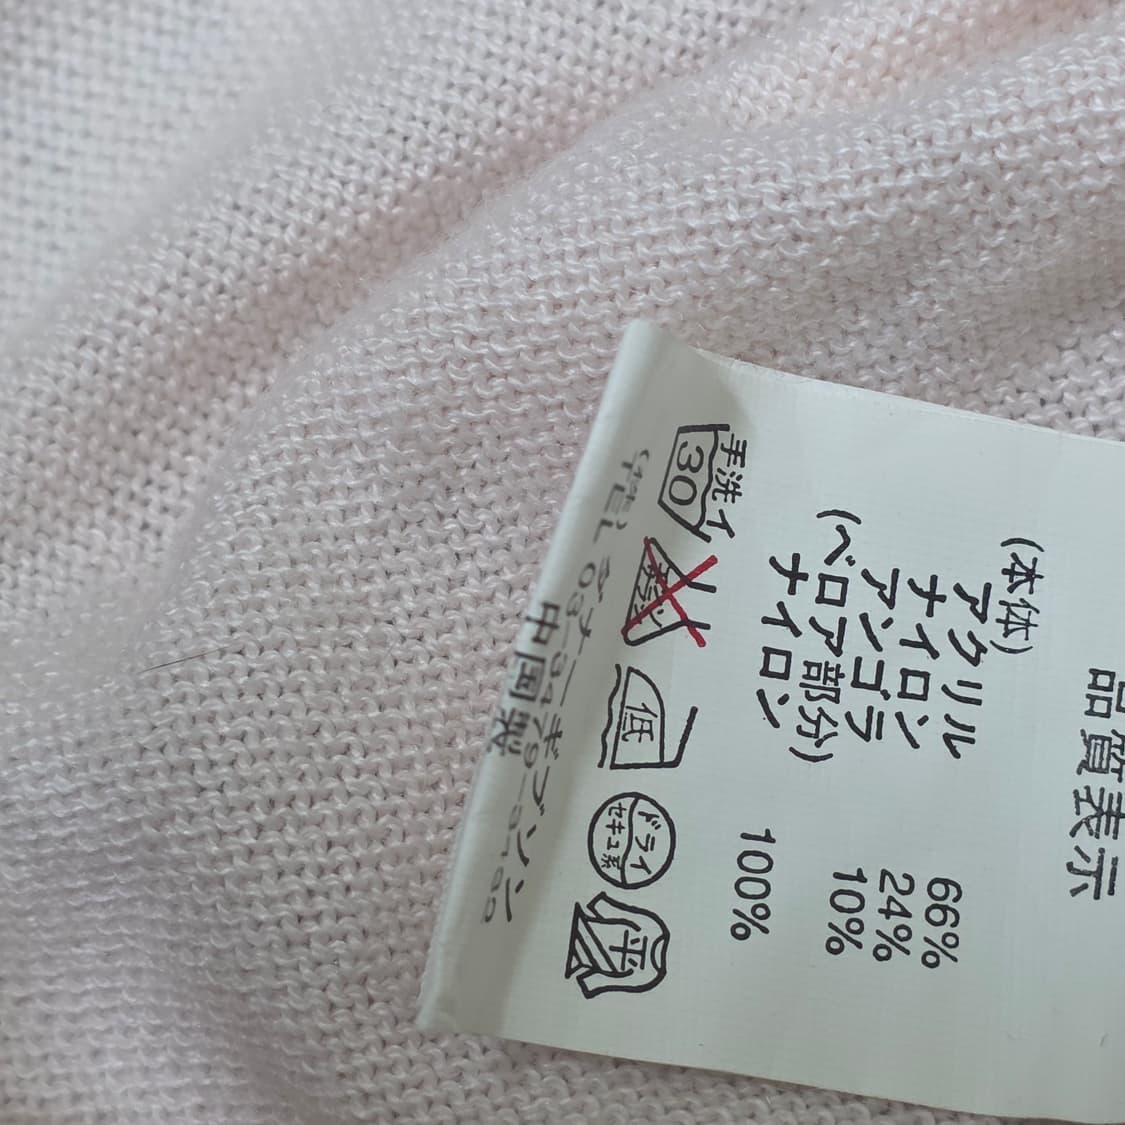 品質表示
(本体)
アクリル 66%
ナイロン 24%
アンゴラ 10%
(ベロア部分)
ナイロン 100%
手洗イ
30
低
ドライ
セキユ系
平
中国製